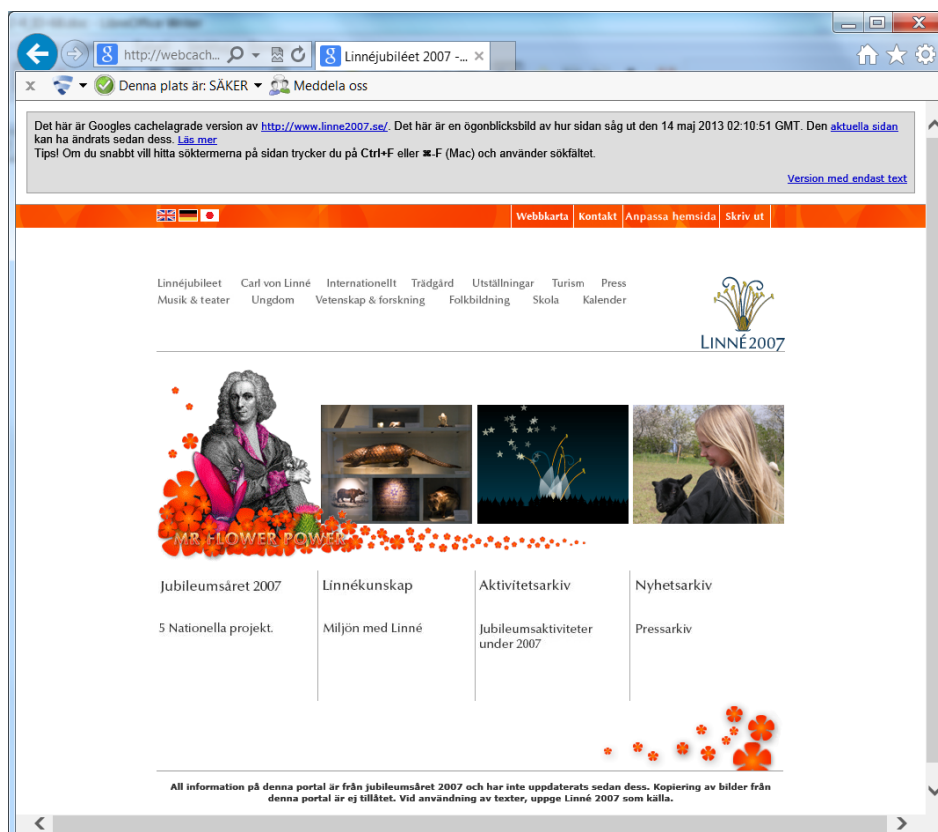 LibreOffice Writer
http://webcach...
Linnéjubiléet 2007 -...
x Denna plats är: SÄKER Meddela oss
Det här är Googles cachelagrade version av http://www.linne2007.se/. Det här är en ögonblicksbild av hur sidan såg ut den 14 maj 2013 02:10:51 GMT. Den aktuella sidan
kan ha ändrats sedan dess. Läs mer
Tips! Om du snabbt vill hitta söktermerna på sidan trycker du på Ctrl+F eller ⌘-F (Mac) och använder sökfältet.
Version med endast text
Webbkarta Kontakt Anpassa hemsida Skriv ut
Linnéjubileet Carl von Linné Internationellt Trädgård Utställningar Turism Press
Musik & teater Ungdom Vetenskap & forskning Folkbildning Skola Kalender
LINNÉ 2007
MR FLOWER POWER
Jubileumsåret 2007
5 Nationella projekt.
Linnékunskap
Miljön med Linné
Aktivitetsarkiv
Jubileumsaktiviteter
under 2007
Nyhetsarkiv
Pressarkiv
All information på denna portal är från jubileumsåret 2007 och har inte uppdaterats sedan dess. Kopiering av bilder från
denna portal är ej tillåtet. Vid användning av texter, uppge Linné 2007 som källa.